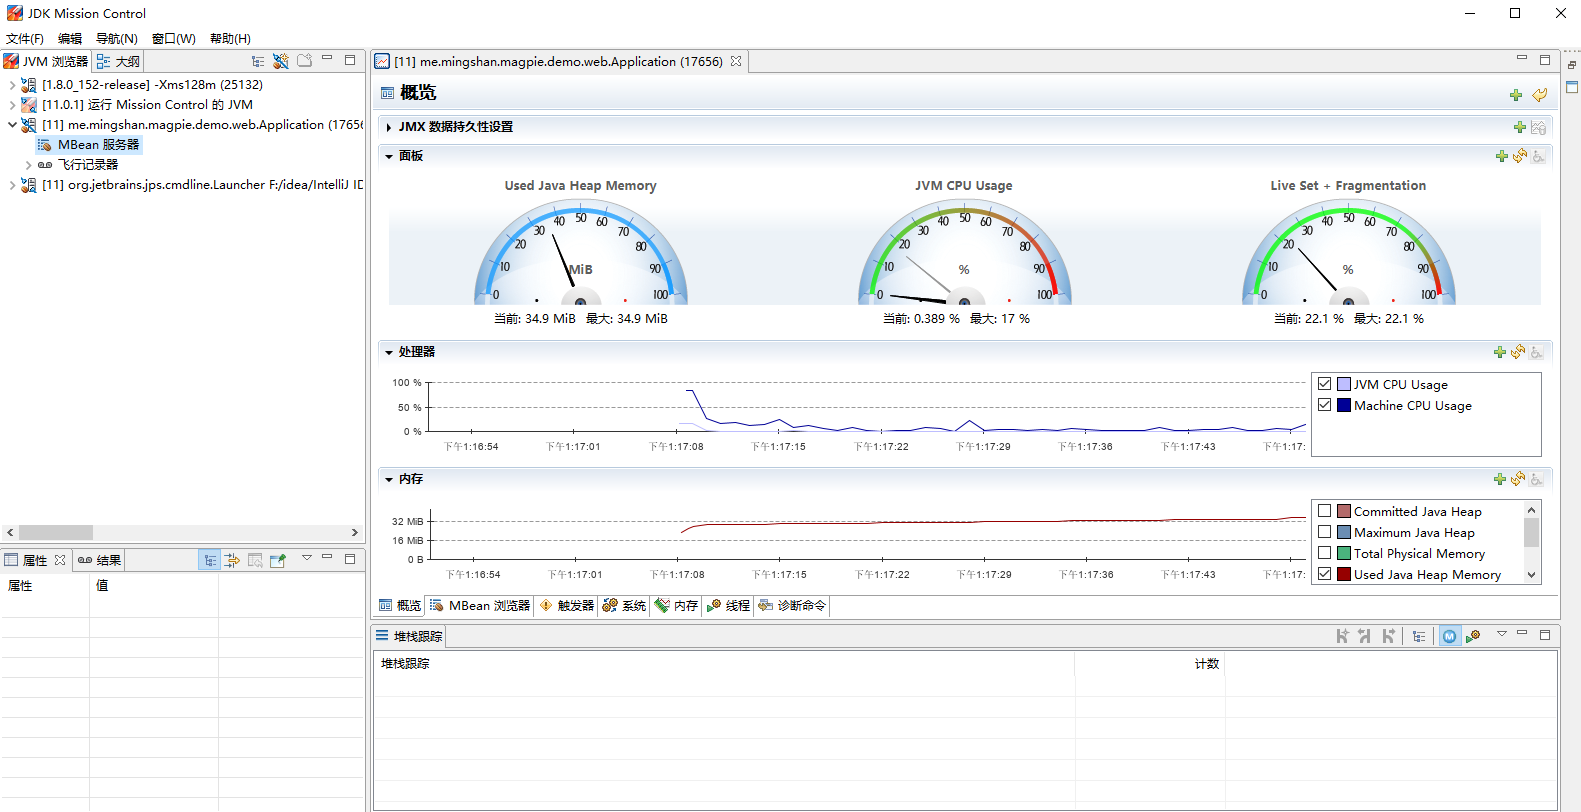 JDK Mission Control
文件(F) 编辑 导航(N) 窗口(W) 帮助(H)
JVM 浏览器 大纲
[1.8.0_152-release] -Xms128m (25132)
[11.0.1] 运行 Mission Control 的 JVM
[11] me.mingshan.magpie.demo.web.Application (1765
MBean 服务器
飞行记录器
[11] org.jetbrains.jps.cmdline.Launcher F:/idea/IntelliJ ID
属性 结果
属性 值
[11] me.mingshan.magpie.demo.web.Application (17656)
概览
JMX 数据持久性设置
面板
Used Java Heap Memory
0 10 20 30 40 50 60 70 80 90 100
MiB
当前: 34.9 MiB 最大: 34.9 MiB
JVM CPU Usage
0 10 20 30 40 50 60 70 80 90 100
%
当前: 0.389 % 最大: 17 %
Live Set + Fragmentation
0 10 20 30 40 50 60 70 80 90 100
%
当前: 22.1 % 最大: 22.1 %
处理器
100 %
50 %
0 %
下午1:16:54 下午1:17:01 下午1:17:08 下午1:17:15 下午1:17:22 下午1:17:29 下午1:17:36 下午1:17:43 下午1:17:
JVM CPU Usage
Machine CPU Usage
内存
32 MiB
16 MiB
0 B
下午1:16:54 下午1:17:01 下午1:17:08 下午1:17:15 下午1:17:22 下午1:17:29 下午1:17:36 下午1:17:43 下午1:17:
Committed Java Heap
Maximum Java Heap
Total Physical Memory
Used Java Heap Memory
概览 MBean 浏览器 触发器 系统 内存 线程 诊断命令
堆栈跟踪
堆栈跟踪 计数